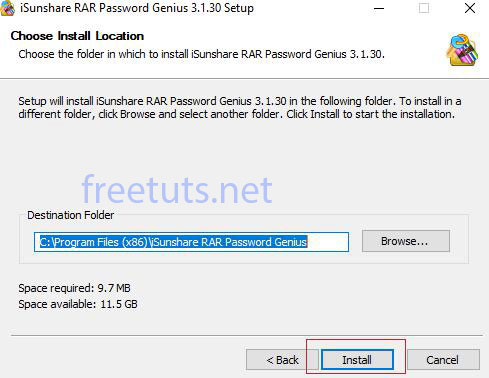 iSunshare RAR Password Genius 3.1.30 Setup
Choose Install Location
Choose the folder in which to install iSunshare RAR Password Genius 3.1.30.
Setup will install iSunshare RAR Password Genius 3.1.30 in the following folder. To install in a
different folder, click Browse and select another folder. Click Install to start the installation.
freetuts.net
Destination Folder
C:\Program Files (x86)\iSunshare RAR Password Genius
Browse...
Space required: 9.7 MB
Space available: 11.5 GB
< Back
Install
Cancel